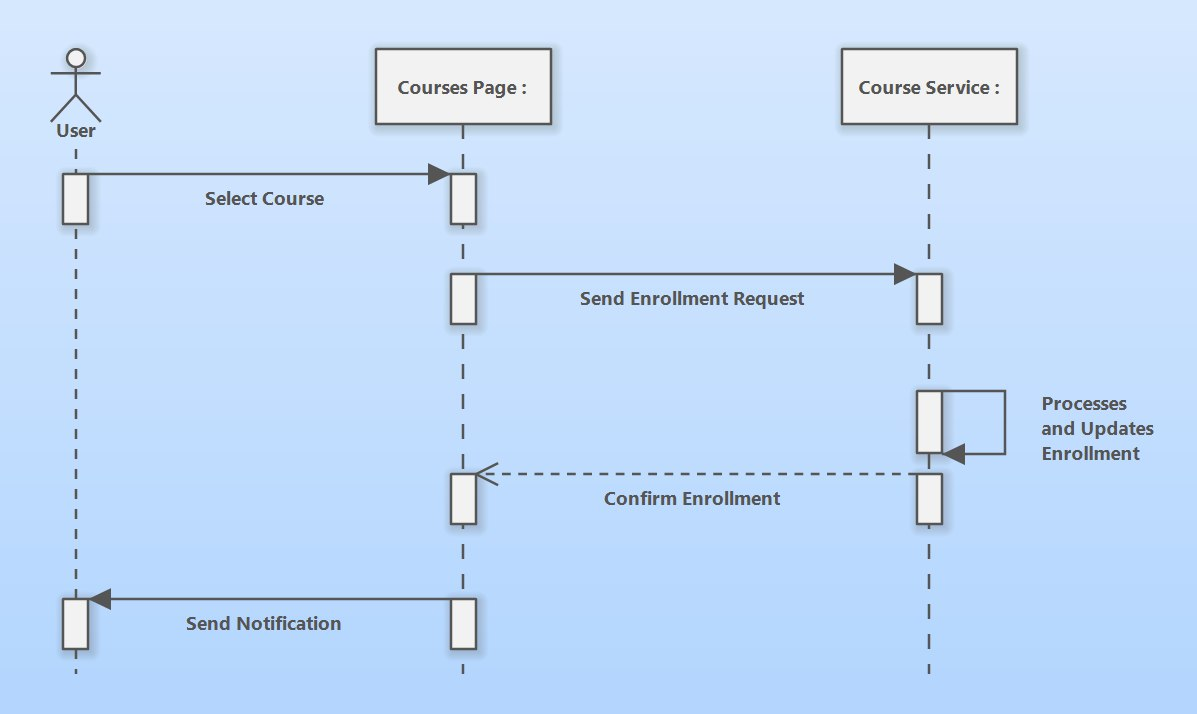 Courses Page :
Course Service :
User
Select Course
Send Enrollment Request
Processes
and Updates
Enrollment
Confirm Enrollment
Send Notification